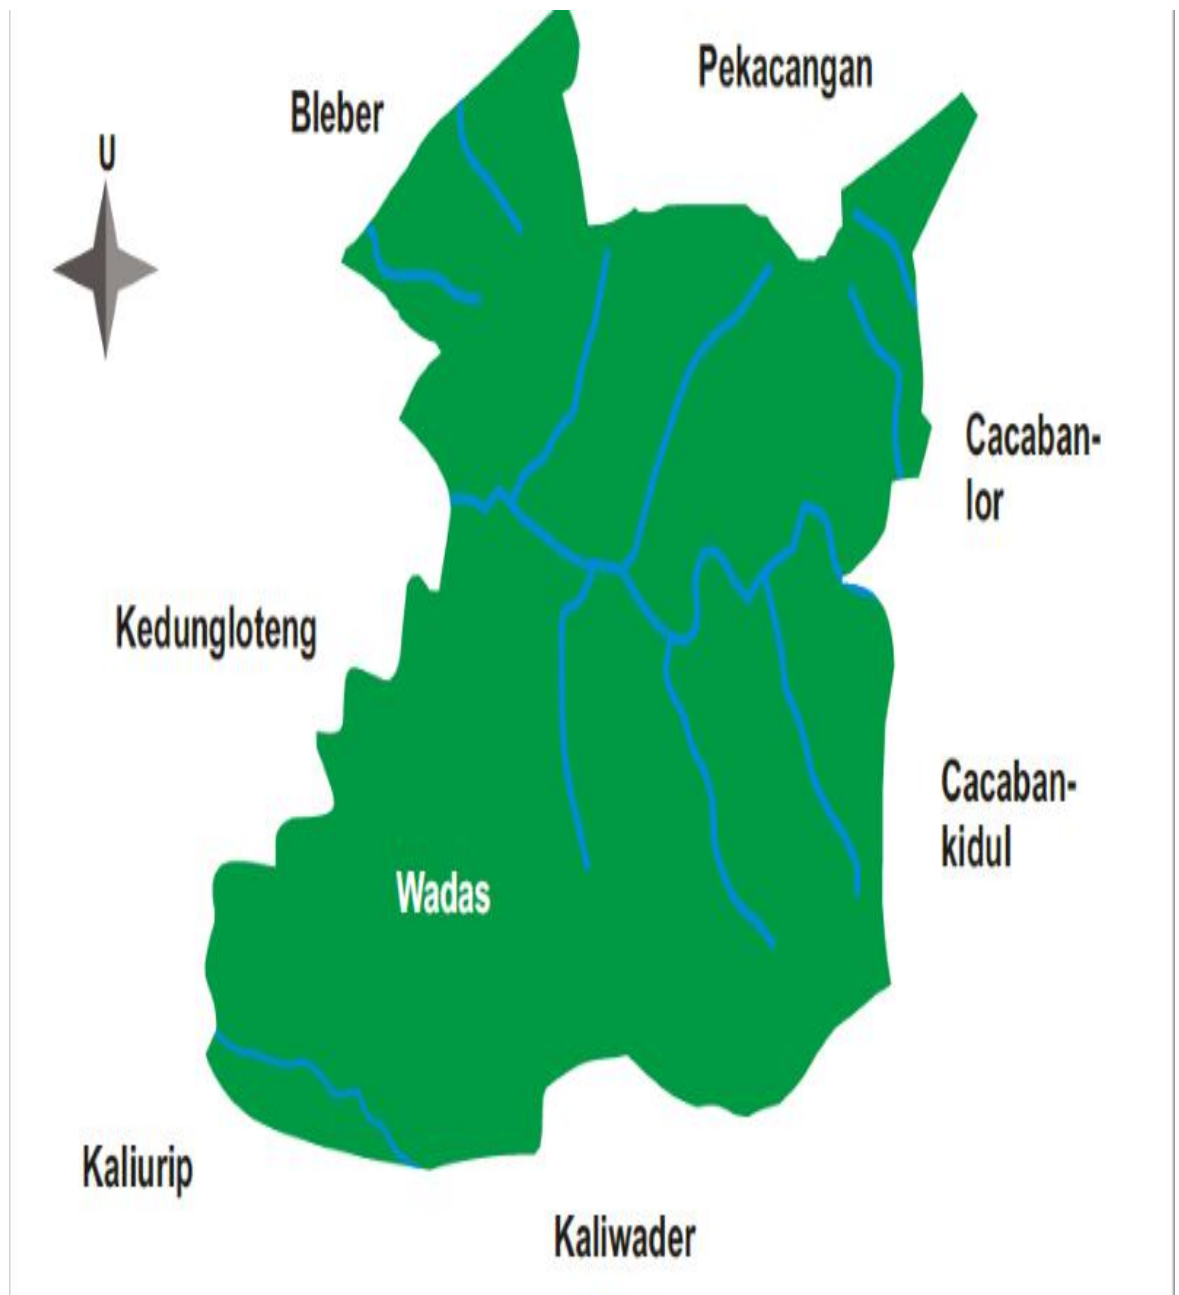 Pekacangan
Bleber
U
Cacaban-
lor
Kedungloteng
Cacaban-
kidul
Wadas
Kaliurip
Kaliwader